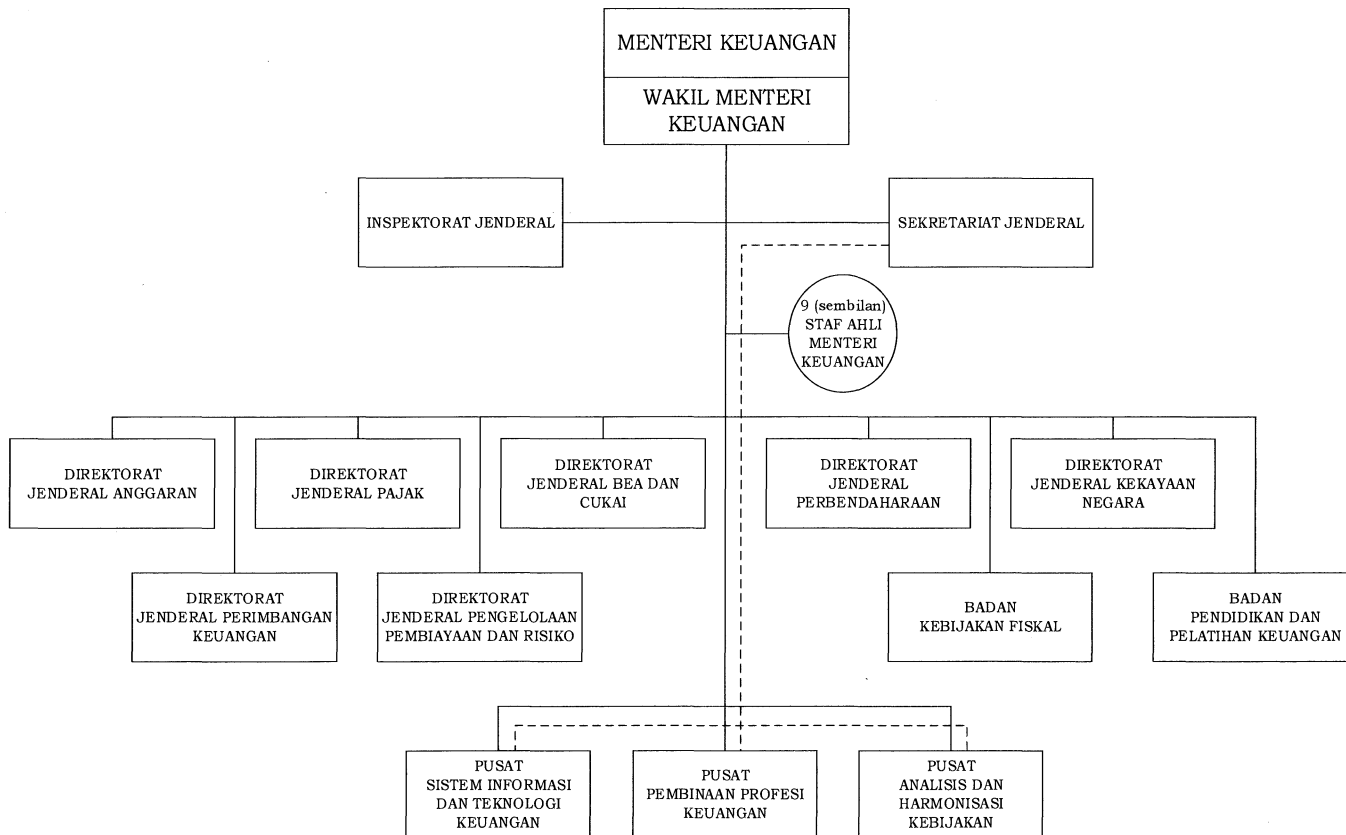 MENTERI KEUANGAN
WAKIL MENTERI
KEUANGAN
INSPEKTORAT JENDERAL
SEKRETARIAT JENDERAL
9 (sembilan)
STAF AHLI
MENTERI
KEUANGAN
DIREKTORAT
JENDERAL ANGGARAN
DIREKTORAT
JENDERAL PAJAK
DIREKTORAT
JENDERAL BEA DAN
CUKAI
DIREKTORAT
JENDERAL
PERBENDAHARAAN
DIREKTORAT
JENDERAL KEKAYAAN
NEGARA
DIREKTORAT
JENDERAL PERIMBANGAN
KEUANGAN
DIREKTORAT
JENDERAL PENGELOLAAN
PEMBIAYAAN DAN RISIKO
BADAN
KEBIJAKAN FISKAL
BADAN
PENDIDIKAN DAN
PELATIHAN KEUANGAN
PUSAT
SISTEM INFORMASI
DAN TEKNOLOGI
KEUANGAN
PUSAT
PEMBINAAN PROFESI
KEUANGAN
PUSAT
ANALISIS DAN
HARMONISASI
KEBIJAKAN